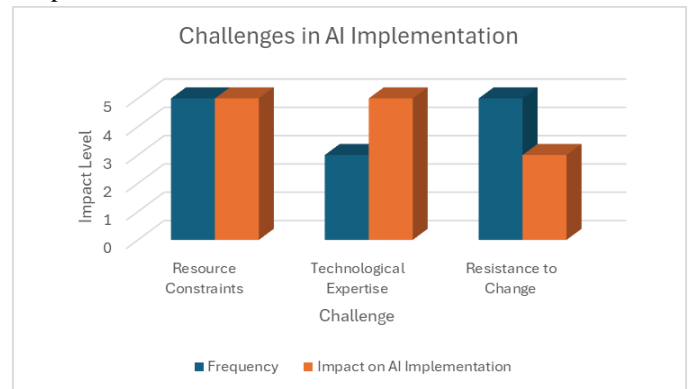 Challenges in AI Implementation
5
4
3
2
1
0
Impact Level
Resource
Constraints
Technological
Expertise
Resistance to
Change
Challenge
Frequency
Impact on AI Implementation